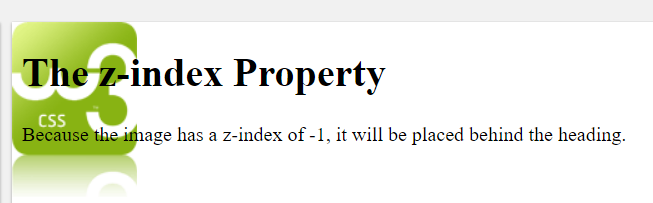 The z-index Property
CSS
Because the image has a z-index of -1, it will be placed behind the heading.